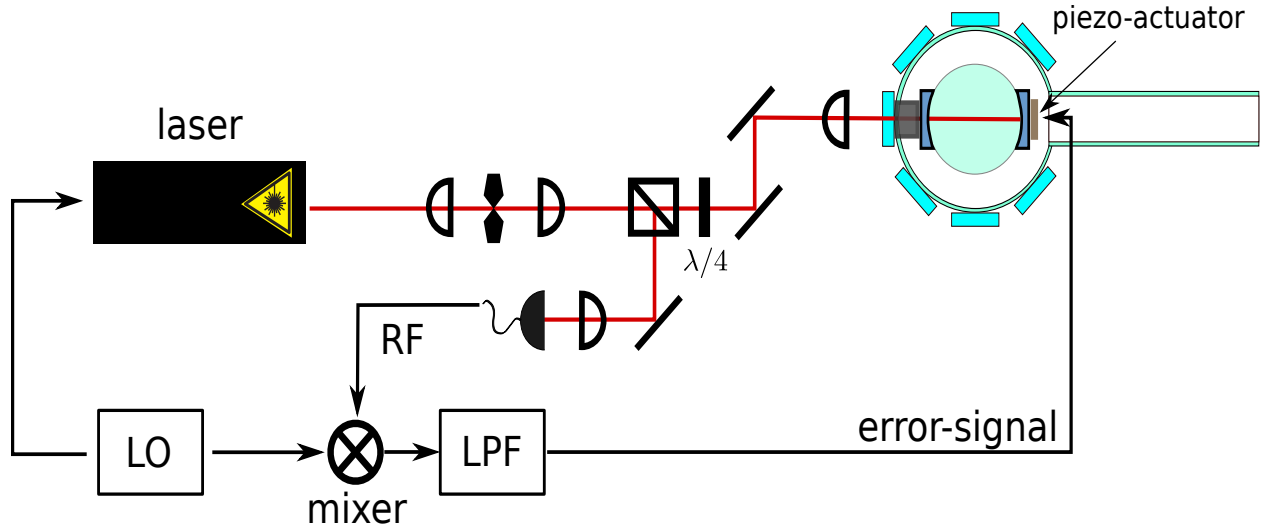 piezo-actuator
laser
λ/4
RF
LO
LPF
error-signal
mixer